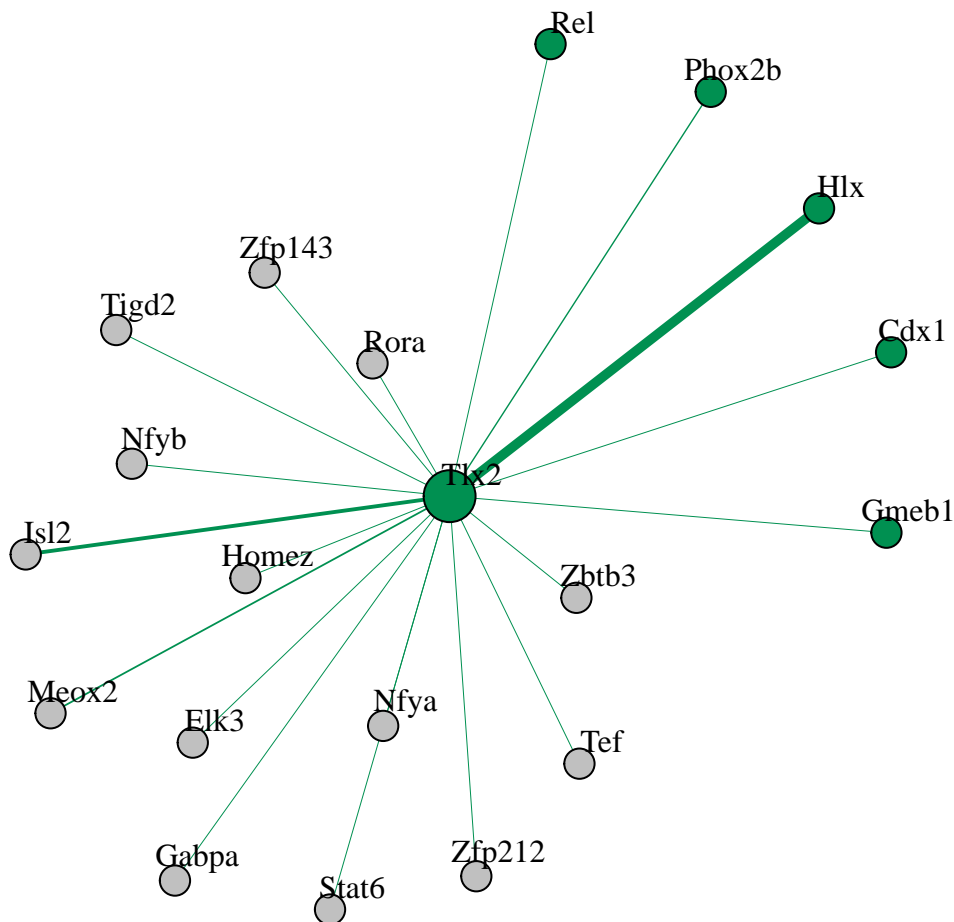 Rel
Phox2b
Hlx
Zfp143
Tigd2
Cdx1
Rora
Nfyb
Tlx2
Gmeb1
Isl2
Homez
Zbtb3
Meox2
Nfya
Elk3
Tef
Zfp212
Gabpa
Stat6